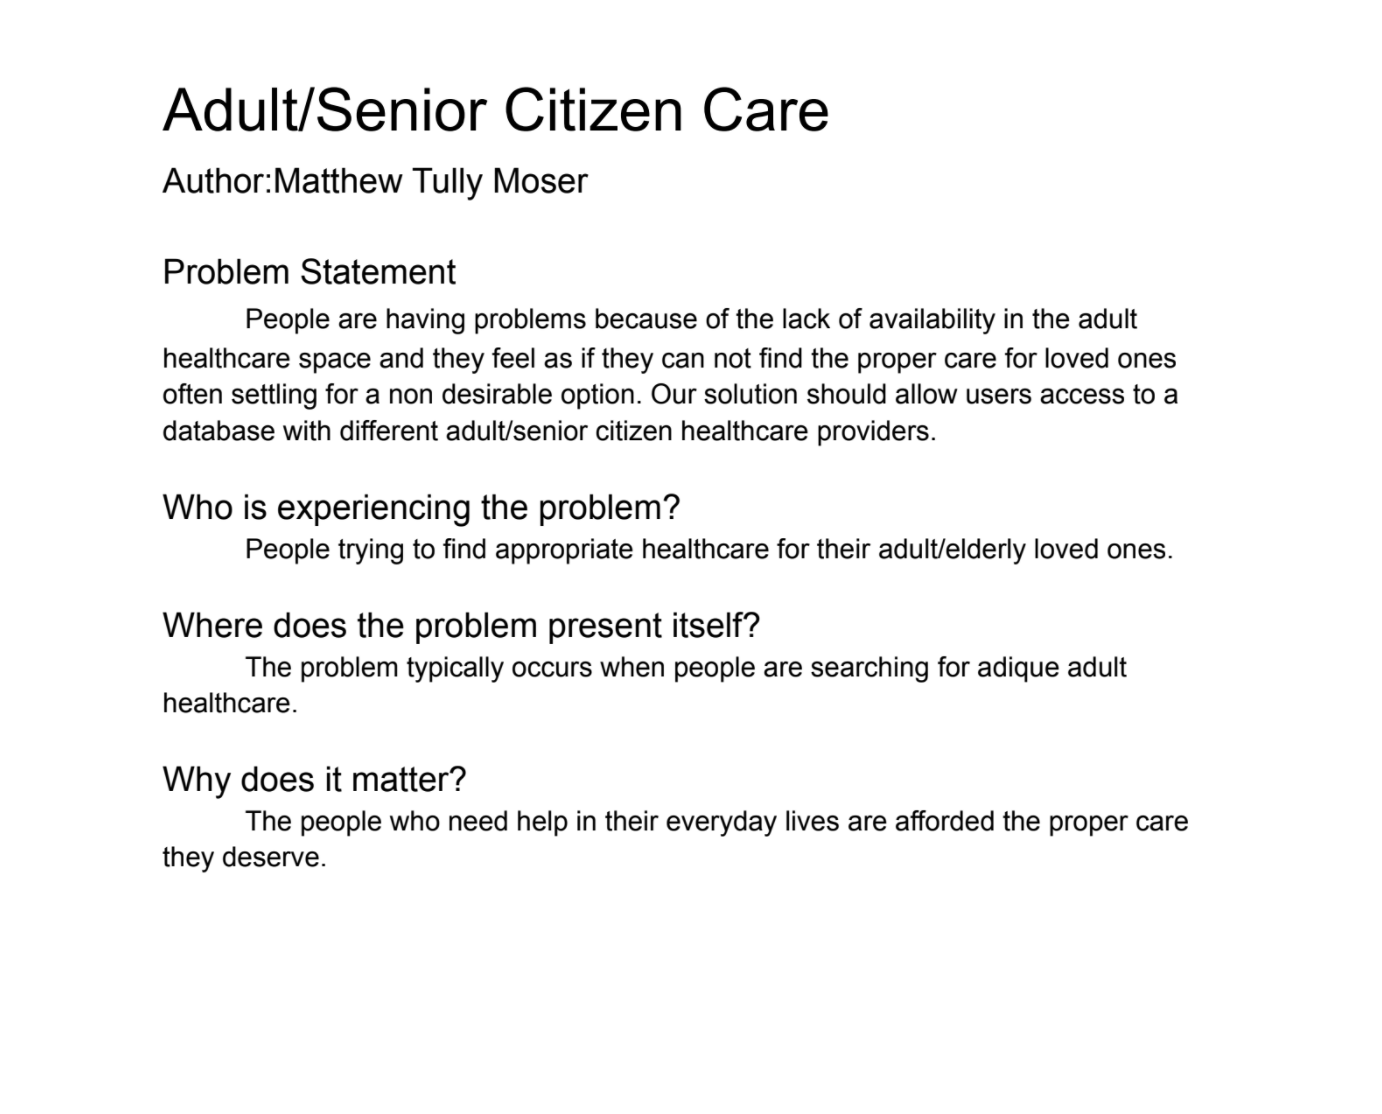 Adult/Senior Citizen Care
Author:Matthew Tully Moser
Problem Statement
People are having problems because of the lack of availability in the adult
healthcare space and they feel as if they can not find the proper care for loved ones
often settling for a non desirable option. Our solution should allow users access to a
database with different adult/senior citizen healthcare providers.
Who is experiencing the problem?
People trying to find appropriate healthcare for their adult/elderly loved ones.
Where does the problem present itself?
The problem typically occurs when people are searching for adique adult
healthcare.
Why does it matter?
The people who need help in their everyday lives are afforded the proper care
they deserve.